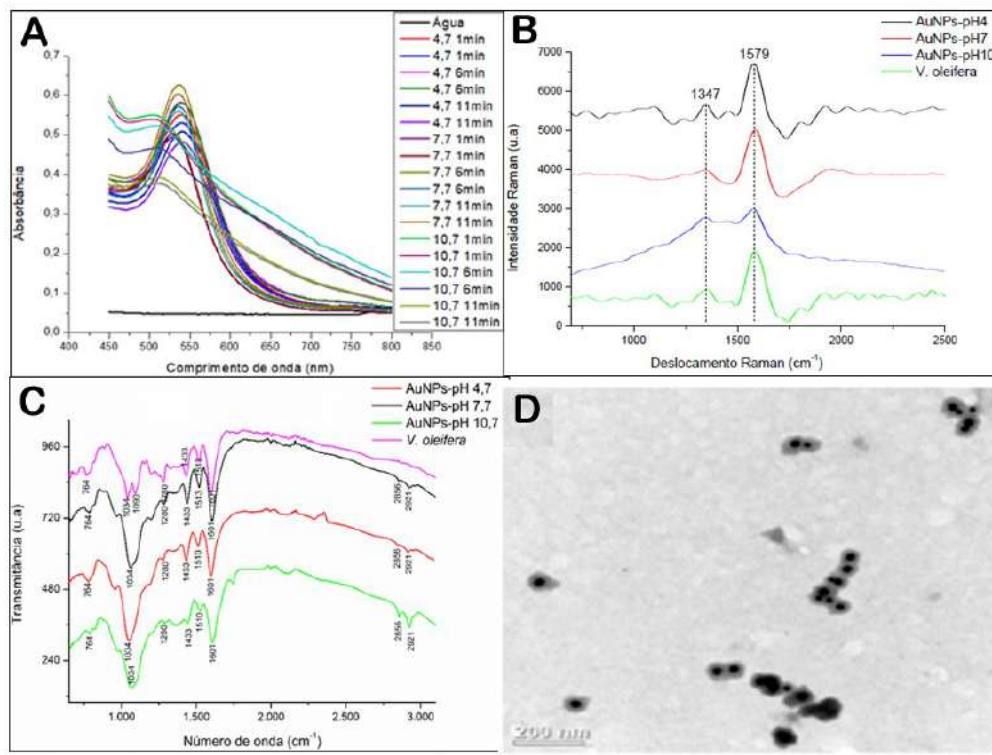 A
Absorbância
0,7
0,6
0,5
0,4
0,3
0,2
0,1
0,0
400 450 500 550 600 650 700 750 800 850
Comprimento de onda (nm)
Água
4,7 1min
4,7 1min
4,7 6min
4,7 6min
4,7 11min
4,7 11min
7,7 1min
7,7 1min
7,7 6min
7,7 6min
7,7 11min
7,7 11min
10,7 1min
10,7 1min
10,7 6min
10,7 6min
10,7 11min
10,7 11min
B
AuNPs-pH4
AuNPs-pH7
AuNPs-pH10
V. oleifera
1347
1579
Intensidade Raman (u.a)
7000
6000
5000
4000
3000
2000
1000
0
1000 1500 2000 2500
Deslocamento Raman (cm⁻¹)
C
AuNPs-pH 4,7
AuNPs-pH 7,7
AuNPs-pH 10,7
V. oleifera
Transmitância (u.a)
960
720
480
240
764 1034 1280 1433
764 1034 1280 1433 1513 1601 2856 2921
764 1034 1280 1433 1510 1601 2856 2921
764 1034 1280 1433 1510 1601 2856 2921
1.000 1.500 2.000 2.500 3.000
Número de onda (cm⁻¹)
D
200 nm